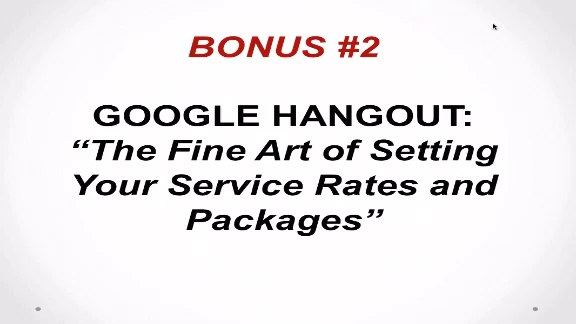 BONUS #2
GOOGLE HANGOUT:
“The Fine Art of Setting
Your Service Rates and
Packages”